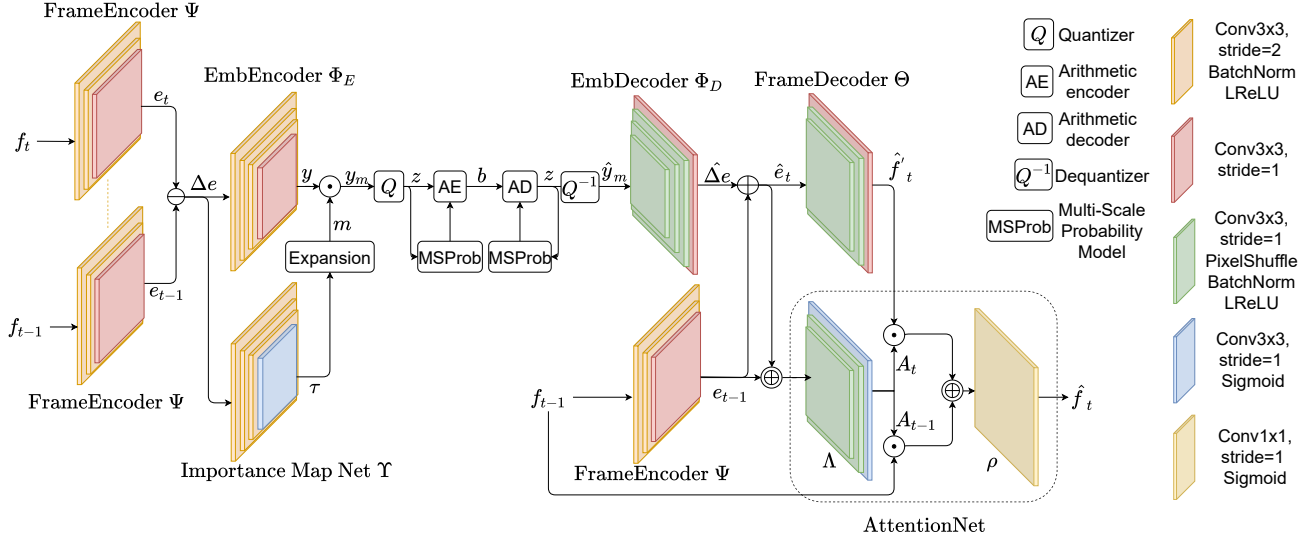 FrameEncoder Ψ
e_t
f_t
EmbEncoder Φ_E
Δe
y
y_m
m
Expansion
e_{t−1}
f_{t−1}
FrameEncoder Ψ
τ
Importance Map Net ϒ
Q
z
AE
b
AD
z
Q⁻¹
ŷ_m
MSProb
MSProb
EmbDecoder Φ_D
Δ̂e
ê_t
FrameDecoder Θ
f̂′_t
f_{t−1}
e_{t−1}
FrameEncoder Ψ
Λ
A_t
A_{t−1}
ρ
f̂_t
AttentionNet
Q Quantizer
AE Arithmetic
encoder
AD Arithmetic
decoder
Q⁻¹ Dequantizer
MSProb Multi-Scale
Probability
Model
Conv3x3,
stride=2
BatchNorm
LReLU
Conv3x3,
stride=1
Conv3x3,
stride=1
PixelShuffle
BatchNorm
LReLU
Conv3x3,
stride=1
Sigmoid
Conv1x1,
stride=1
Sigmoid